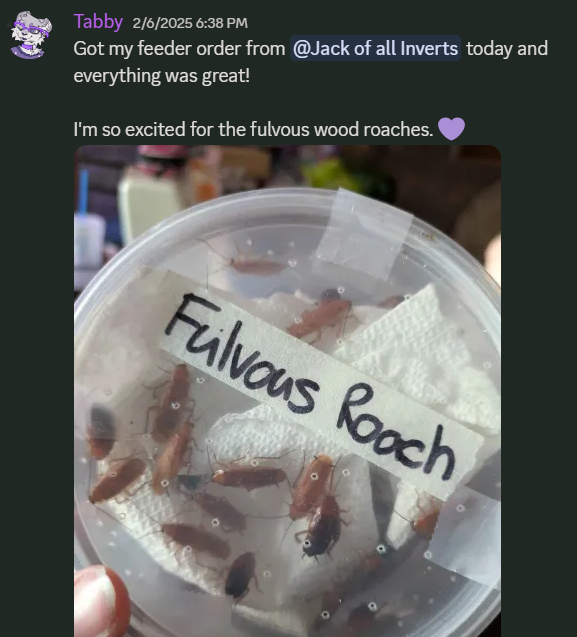 Tabby 2/6/2025 6:38 PM
Got my feeder order from @Jack of all Inverts today and
everything was great!
I'm so excited for the fulvous wood roaches. 💜
Fulvous Roach